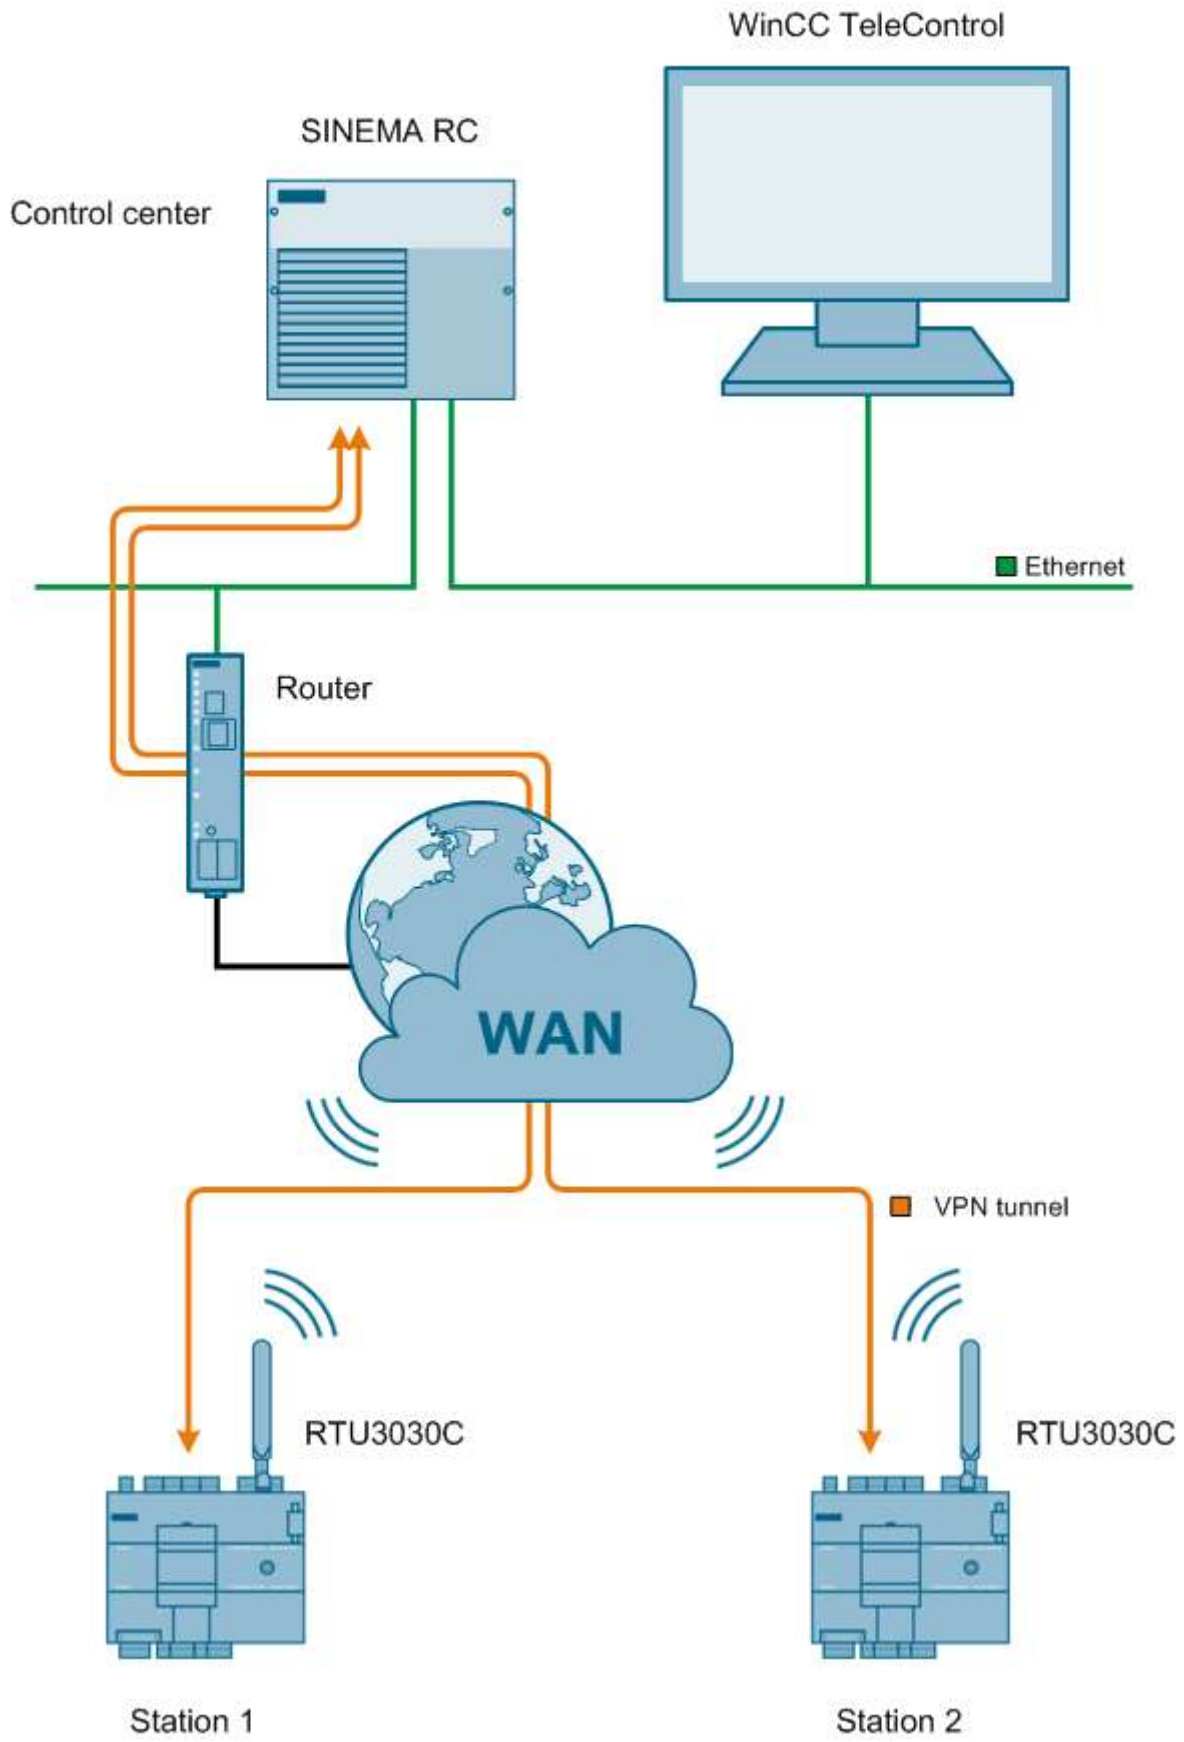 WinCC TeleControl
SINEMA RC
Control center
Ethernet
Router
WAN
VPN tunnel
RTU3030C
RTU3030C
Station 1
Station 2